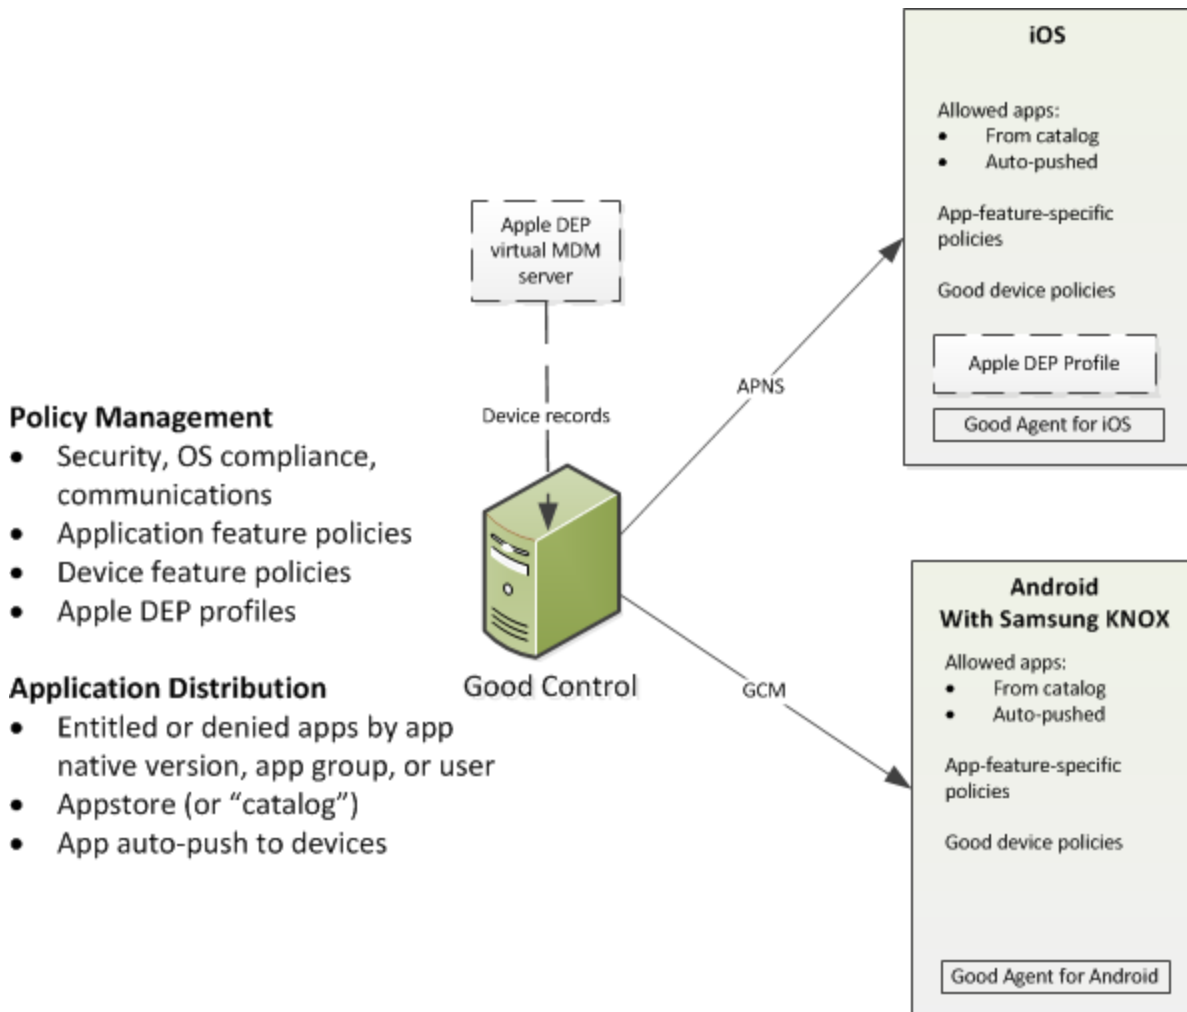 iOS
Allowed apps:
• From catalog
• Auto-pushed
App-feature-specific
policies
Good device policies
Apple DEP Profile
Good Agent for iOS
Apple DEP
virtual MDM
server
APNS
Device records
Policy Management
• Security, OS compliance,
communications
• Application feature policies
• Device feature policies
• Apple DEP profiles
Application Distribution
• Entitled or denied apps by app
native version, app group, or user
• Appstore (or “catalog”)
• App auto-push to devices
Good Control
GCM
Android
With Samsung KNOX
Allowed apps:
• From catalog
• Auto-pushed
App-feature-specific
policies
Good device policies
Good Agent for Android